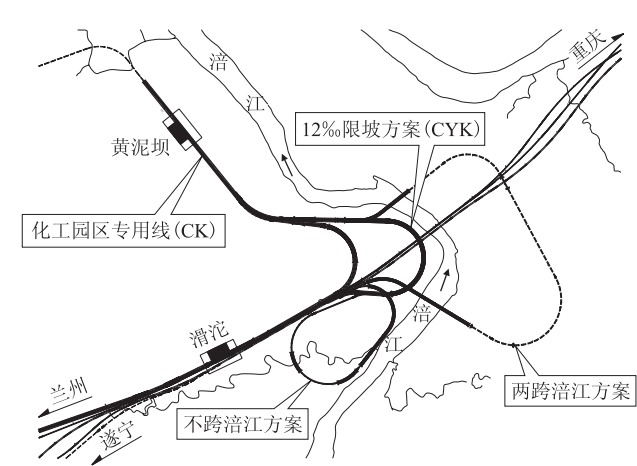 重庆
涪
江
12‰限坡方案(CYK)
黄泥坝
化工园区专用线(CK)
涪
江
滑沱
兰州
两跨涪江方案
不跨涪江方案
遂宁